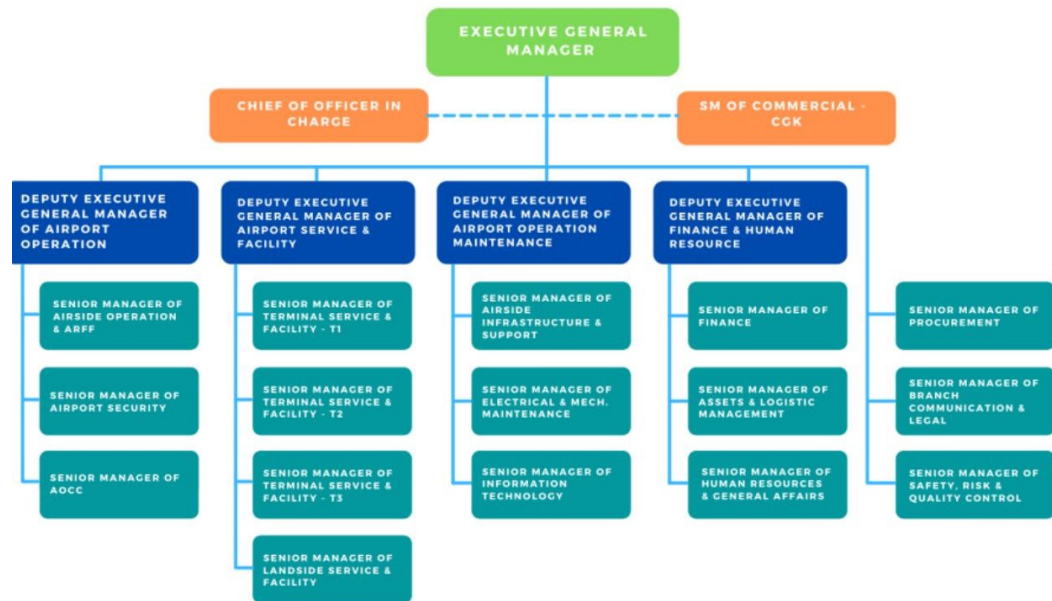 EXECUTIVE GENERAL
MANAGER
CHIEF OF OFFICER IN
CHARGE
SM OF COMMERCIAL -
CGK
DEPUTY EXECUTIVE
GENERAL MANAGER
OF AIRPORT
OPERATION
DEPUTY EXECUTIVE
GENERAL MANAGER OF
AIRPORT SERVICE &
FACILITY
DEPUTY EXECUTIVE
GENERAL MANAGER OF
AIRPORT OPERATION
MAINTENANCE
DEPUTY EXECUTIVE
GENERAL MANAGER OF
FINANCE & HUMAN
RESOURCE
SENIOR MANAGER OF
AIRSIDE OPERATION
& ARFF
SENIOR MANAGER OF
AIRPORT SECURITY
SENIOR MANAGER OF
AOCC
SENIOR MANAGER OF
TERMINAL SERVICE &
FACILITY - T1
SENIOR MANAGER OF
TERMINAL SERVICE &
FACILITY - T2
SENIOR MANAGER OF
TERMINAL SERVICE &
FACILITY - T3
SENIOR MANAGER OF
LANDSIDE SERVICE &
FACILITY
SENIOR MANAGER OF
AIRSIDE
INFRASTRUCTURE &
SUPPORT
SENIOR MANAGER OF
ELECTRICAL & MECH.
MAINTENANCE
SENIOR MANAGER OF
INFORMATION
TECHNOLOGY
SENIOR MANAGER OF
FINANCE
SENIOR MANAGER OF
ASSETS & LOGISTIC
MANAGEMENT
SENIOR MANAGER OF
HUMAN RESOURCES
& GENERAL AFFAIRS
SENIOR MANAGER OF
PROCUREMENT
SENIOR MANAGER OF
BRANCH
COMMUNICATION &
LEGAL
SENIOR MANAGER OF
SAFETY, RISK &
QUALITY CONTROL